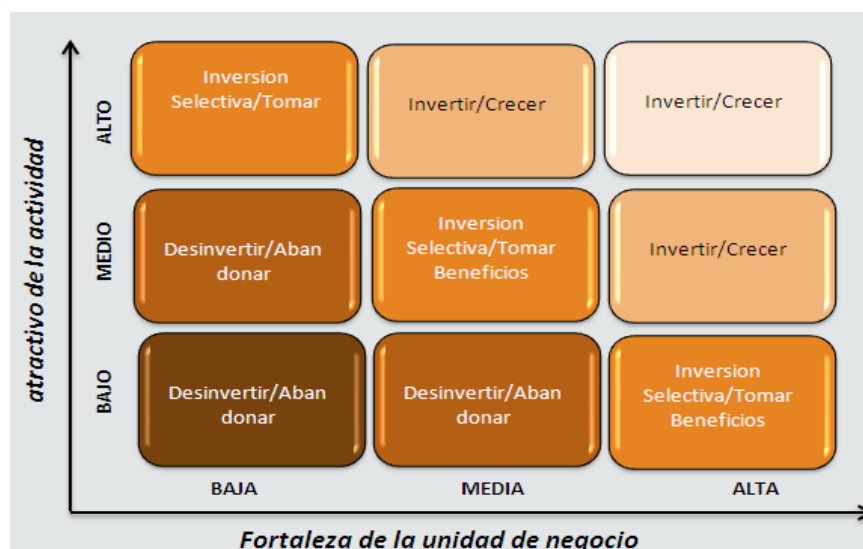 atractivo de la actividad
ALTO
Inversion
Selectiva/Tomar
Invertir/Crecer
Invertir/Crecer
MEDIO
Desinvertir/Aban
donar
Inversion
Selectiva/Tomar
Beneficios
Invertir/Crecer
BAJO
Desinvertir/Aban
donar
Desinvertir/Aban
donar
Inversion
Selectiva/Tomar
Beneficios
BAJA
MEDIA
ALTA
Fortaleza de la unidad de negocio